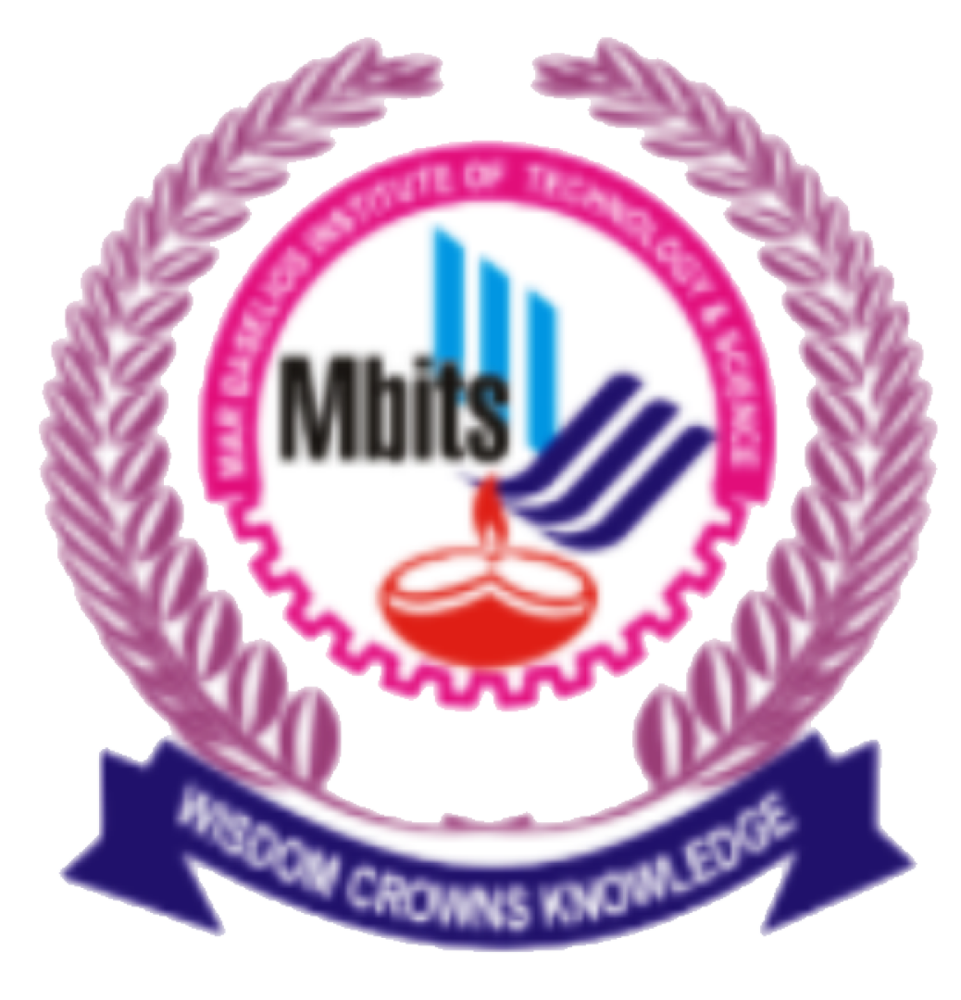 MAR BASELIOS INSTITUTE OF TECHNOLOGY & SCIENCE
Mbits
WISDOM CROWNS KNOWLEDGE